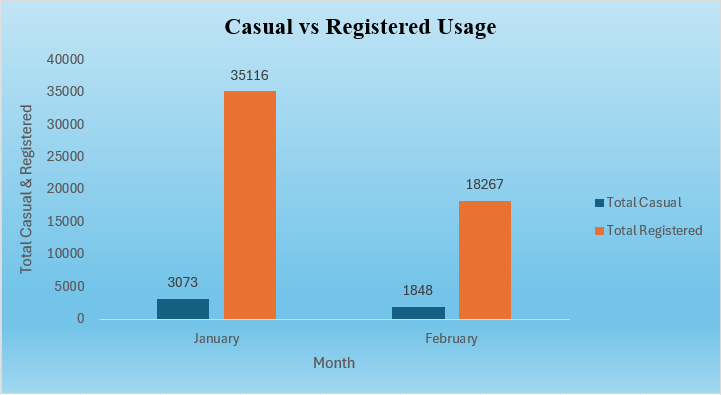 Casual vs Registered Usage
Total Casual & Registered
40000
35000
30000
25000
20000
15000
10000
5000
0
3073
35116
1848
18267
January
February
Month
Total Casual
Total Registered